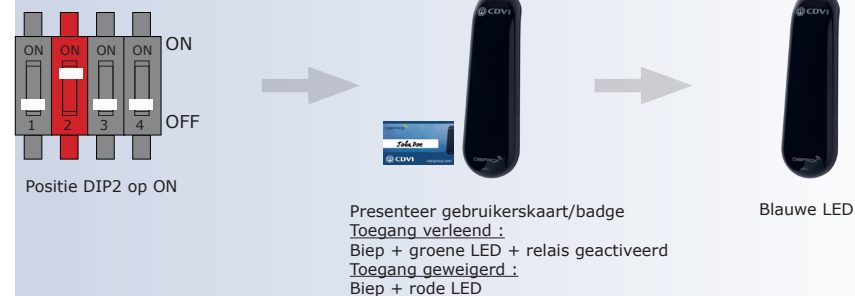 ON ON ON ON ON
1 2 3 4 OFF
Positie DIP2 op ON
CDVI
John Doe
CDVI
Presenteer gebruikerskaart/badge
Toegang verleend :
Biep + groene LED + relais geactiveerd
Toegang geweigerd :
Biep + rode LED
CDVI
Blauwe LED